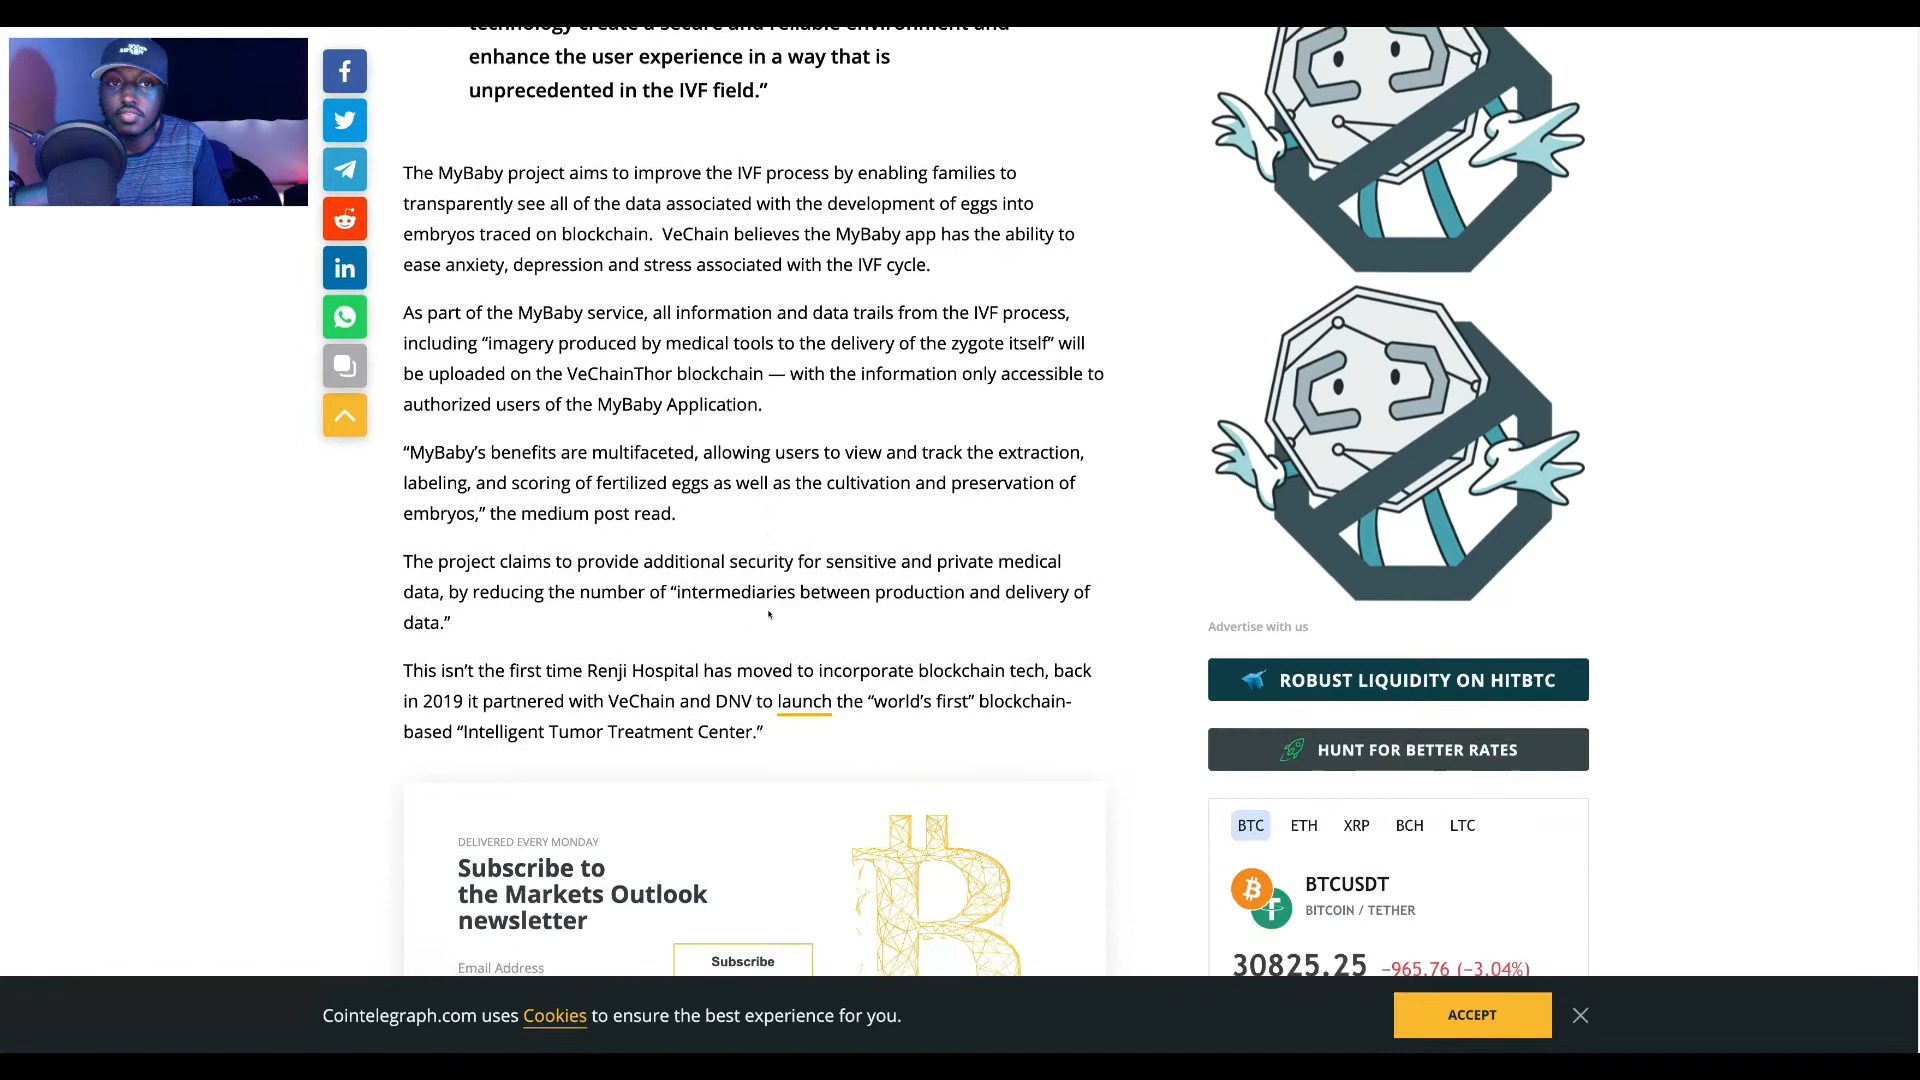 technology create a secure and reliable environment and
enhance the user experience in a way that is
unprecedented in the IVF field.”
The MyBaby project aims to improve the IVF process by enabling families to
transparently see all of the data associated with the development of eggs into
embryos traced on blockchain.  VeChain believes the MyBaby app has the ability to
ease anxiety, depression and stress associated with the IVF cycle.
As part of the MyBaby service, all information and data trails from the IVF process,
including “imagery produced by medical tools to the delivery of the zygote itself” will
be uploaded on the VeChainThor blockchain — with the information only accessible to
authorized users of the MyBaby Application.
“MyBaby’s benefits are multifaceted, allowing users to view and track the extraction,
labeling, and scoring of fertilized eggs as well as the cultivation and preservation of
embryos,” the medium post read.
The project claims to provide additional security for sensitive and private medical
data, by reducing the number of “intermediaries between production and delivery of
data.”
This isn’t the first time Renji Hospital has moved to incorporate blockchain tech, back
in 2019 it partnered with VeChain and DNV to launch the “world’s first” blockchain-
based “Intelligent Tumor Treatment Center.”
DELIVERED EVERY MONDAY
Subscribe to
the Markets Outlook
newsletter
Email Address
Subscribe
Advertise with us
ROBUST LIQUIDITY ON HITBTC
HUNT FOR BETTER RATES
BTC ETH XRP BCH LTC
BTCUSDT
BITCOIN / TETHER
30825.25 −965.76 (−3.04%)
Cointelegraph.com uses Cookies to ensure the best experience for you.
ACCEPT